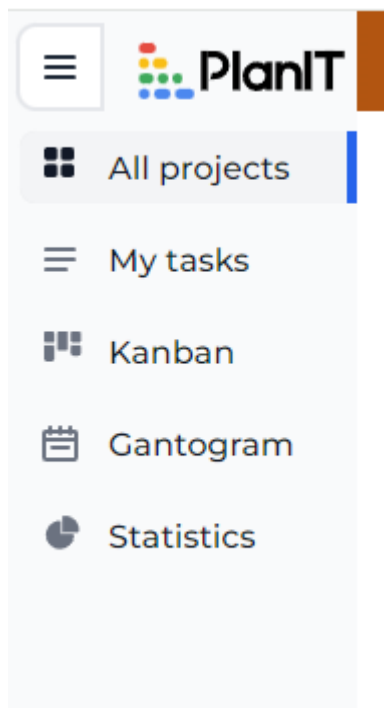 PlanIT
All projects
My tasks
Kanban
Gantogram
Statistics